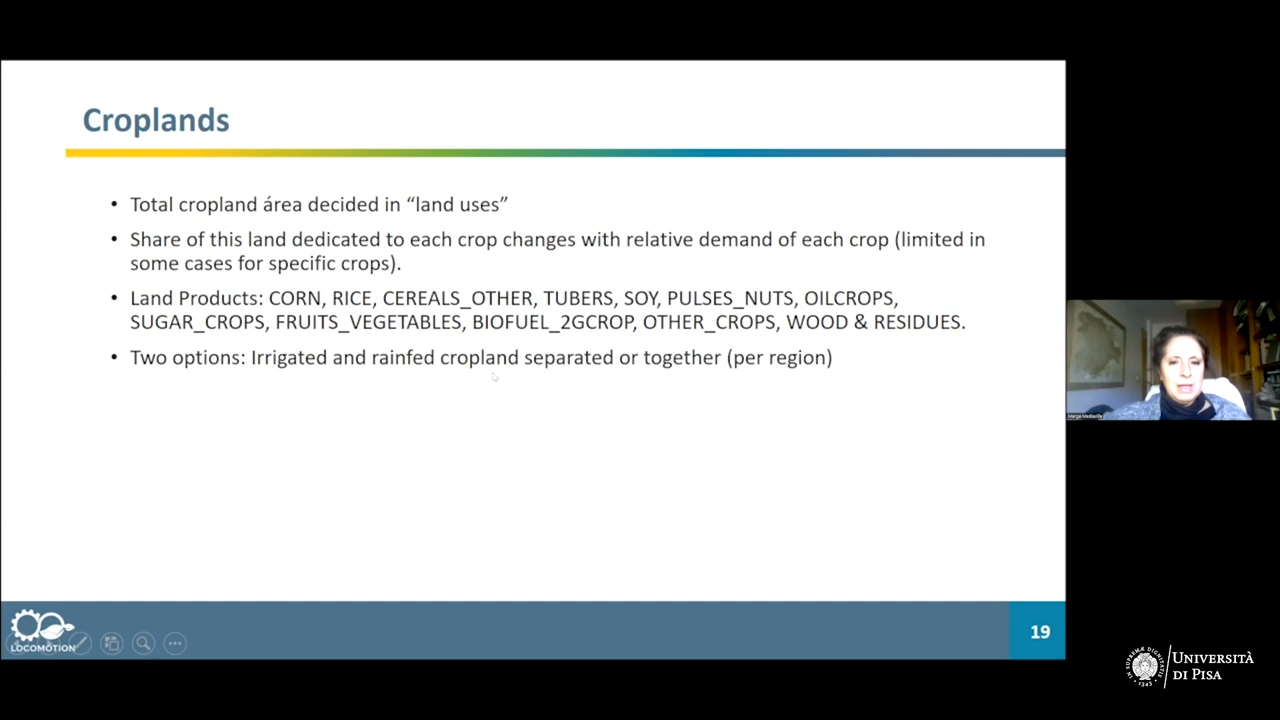 Croplands
• Total cropland área decided in “land uses”
• Share of this land dedicated to each crop changes with relative demand of each crop (limited in
some cases for specific crops).
• Land Products: CORN, RICE, CEREALS_OTHER, TUBERS, SOY, PULSES_NUTS, OILCROPS,
SUGAR_CROPS, FRUITS_VEGETABLES, BIOFUEL_2GCROP, OTHER_CROPS, WOOD & RESIDUES.
• Two options: Irrigated and rainfed cropland separated or together (per region)
LOCOMOTION
19
UNIVERSITÀ
DI PISA
1343